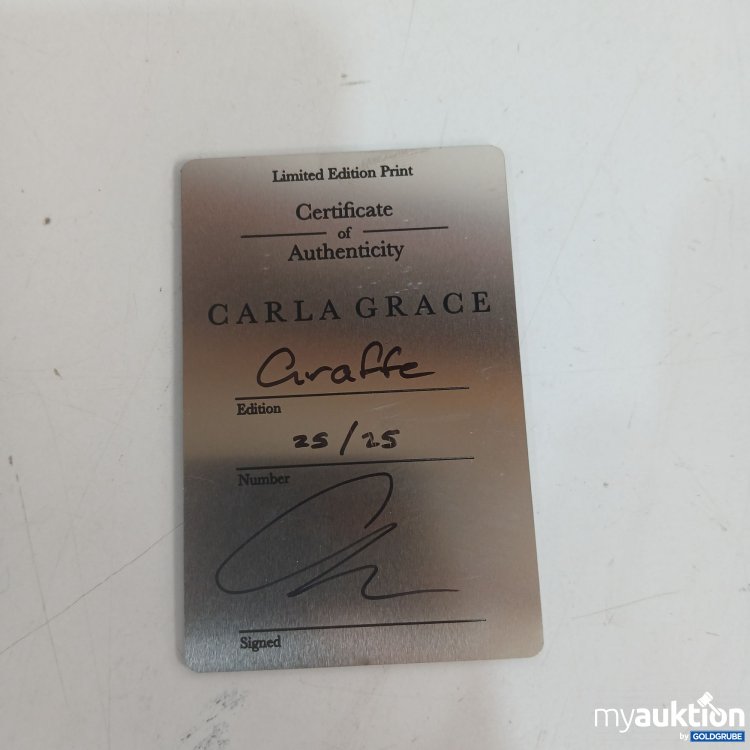 Limited Edition Print
Certificate
of
Authenticity
CARLA GRACE
Giraffe
Edition
25/25
Number
Signed
myauktion
by GOLDGRUBE